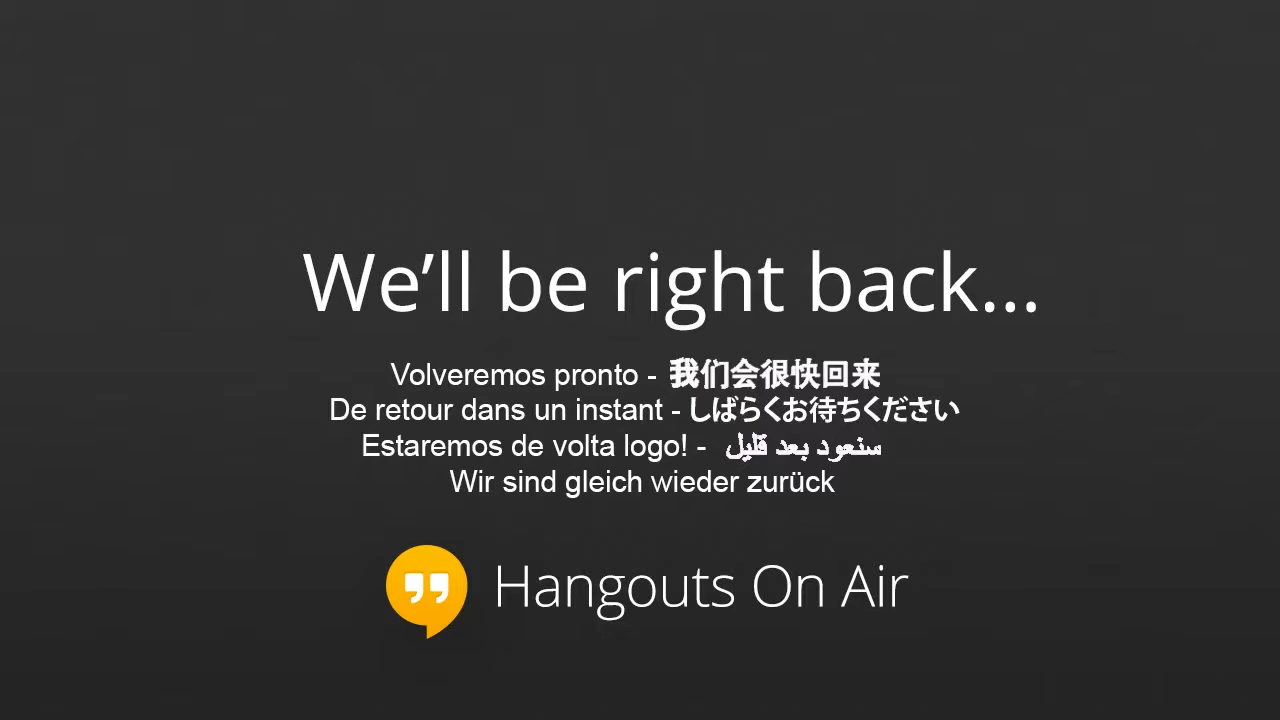 We’ll be right back...
Volveremos pronto - 我们会很快回来
De retour dans un instant - しばらくお待ちください
Estaremos de volta logo! - سنعود بعد قليل
Wir sind gleich wieder zurück
Hangouts On Air